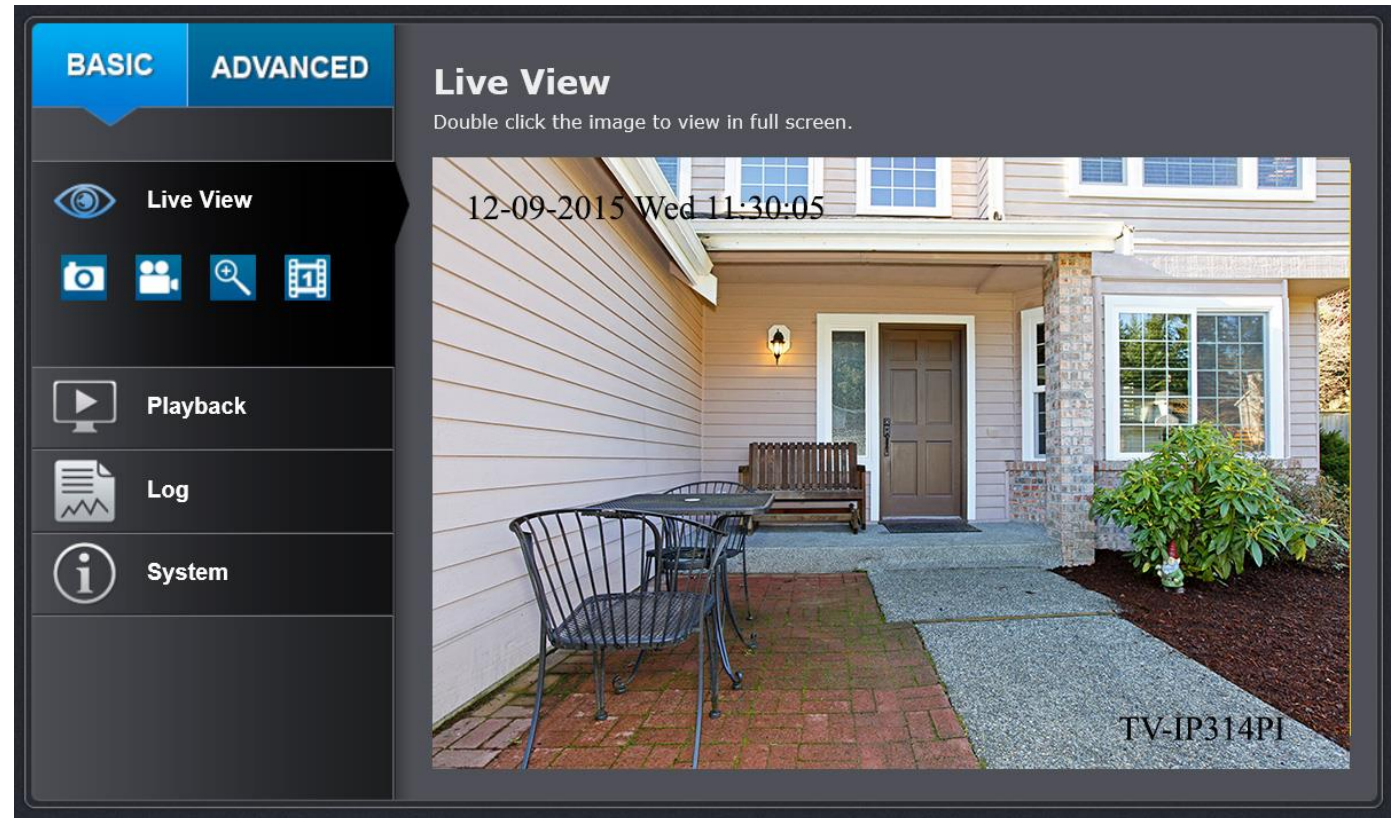 BASIC
ADVANCED
Live View
Double click the image to view in full screen.
Live View
12-09-2015 Wed 11:30:05
1
Playback
Log
System
TV-IP314PI